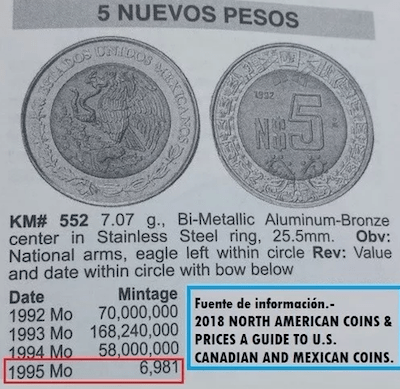 5 NUEVOS PESOS
ESTADOS UNIDOS MEXICANOS
1992
N$5
KM# 552 7.07 g., Bi-Metallic Aluminum-Bronze
center in Stainless Steel ring, 25.5mm. Obv:
National arms, eagle left within circle Rev: Value
and date within circle with bow below
Date Mintage
1992 Mo 70,000,000
1993 Mo 168,240,000
1994 Mo 58,000,000
1995 Mo 6,981
Fuente de información.-
2018 NORTH AMERICAN COINS &
PRICES A GUIDE TO U.S.
CANADIAN AND MEXICAN COINS.